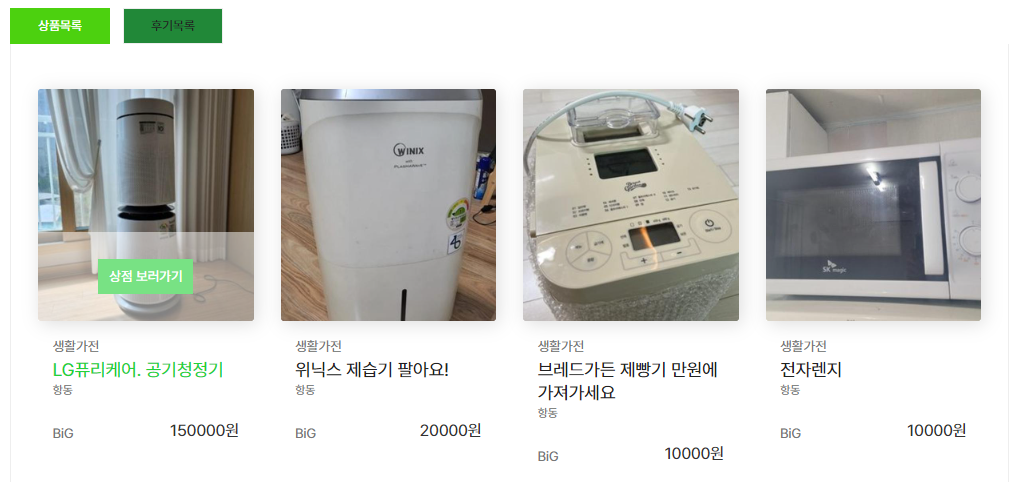 상품목록
후기목록
상점 보러가기
WINIX
PLASMAWAVE™
SK magic
생활가전
LG퓨리케어. 공기청정기
항동
BiG
150000원
생활가전
위닉스 제습기 팔아요!
항동
BiG
20000원
생활가전
브레드가든 제빵기 만원에
가져가세요
항동
BiG
10000원
생활가전
전자렌지
항동
BiG
10000원